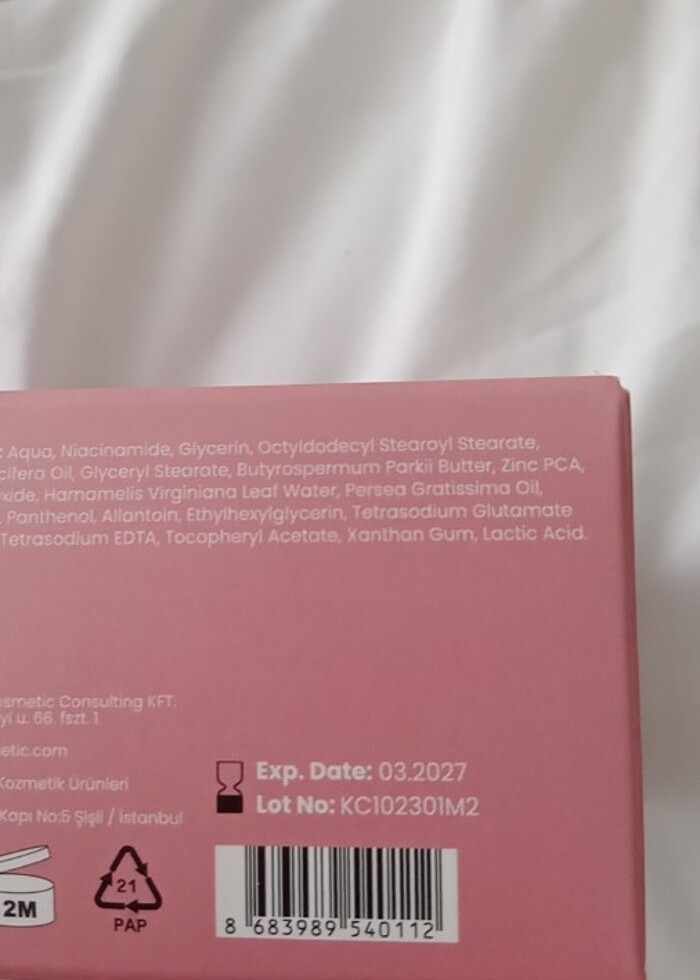 : Aqua, Niacinamide, Glycerin, Octyldodecyl Stearoyl Stearate,
cifera Oil, Glyceryl Stearate, Butyrospermum Parkii Butter, Zinc PCA,
oxide, Hamamelis Virginiana Leaf Water, Persea Gratissima Oil,
, Panthenol, Allantoin, Ethylhexylglycerin, Tetrasodium Glutamate
Tetrasodium EDTA, Tocopheryl Acetate, Xanthan Gum, Lactic Acid.
osmetic Consulting KFT.
yi u. 66. fszt. 1.
etic.com
Kozmetik Ürünleri
Kapı No:5 Şişli / İstanbul
Exp. Date: 03.2027
Lot No: KC102301M2
2M
21
PAP
8 683989 540112